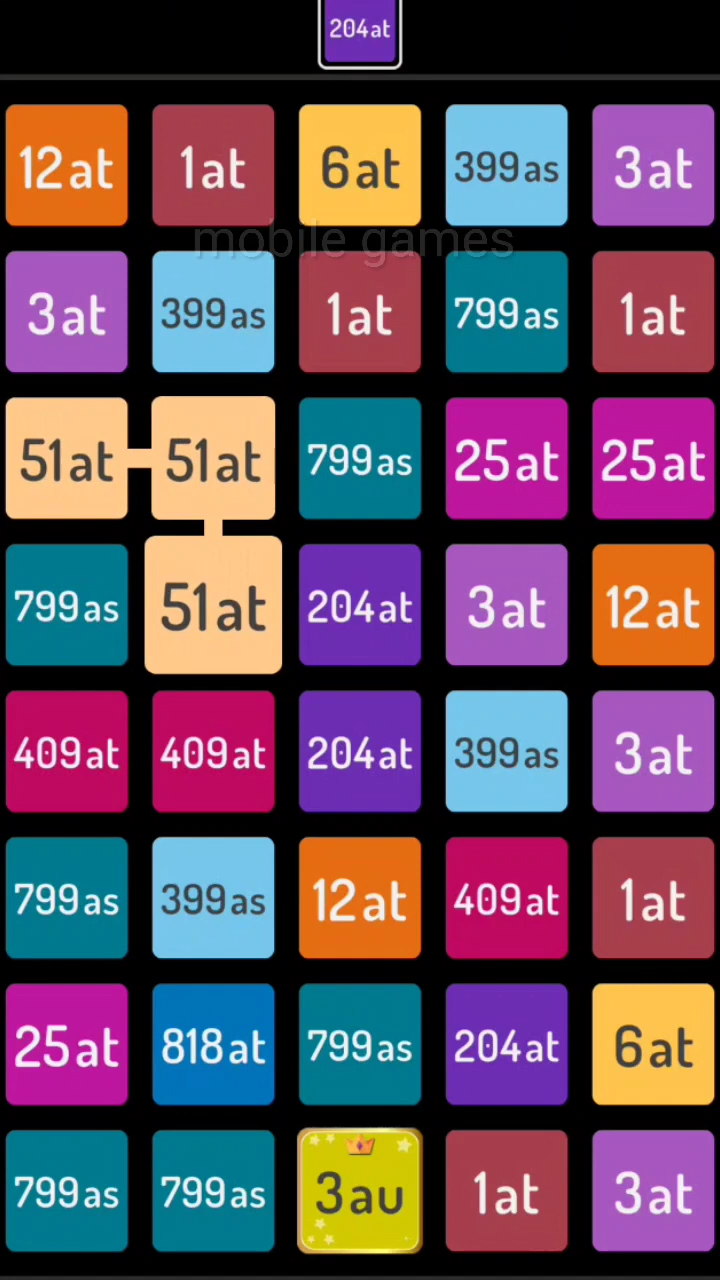 204at
12at 1at 6at 399as 3at
mobile games
3at 399as 1at 799as 1at
51at 51at 799as 25at 25at
799as 51at 204at 3at 12at
409at 409at 204at 399as 3at
799as 399as 12at 409at 1at
25at 818at 799as 204at 6at
799as 799as 3au 1at 3at